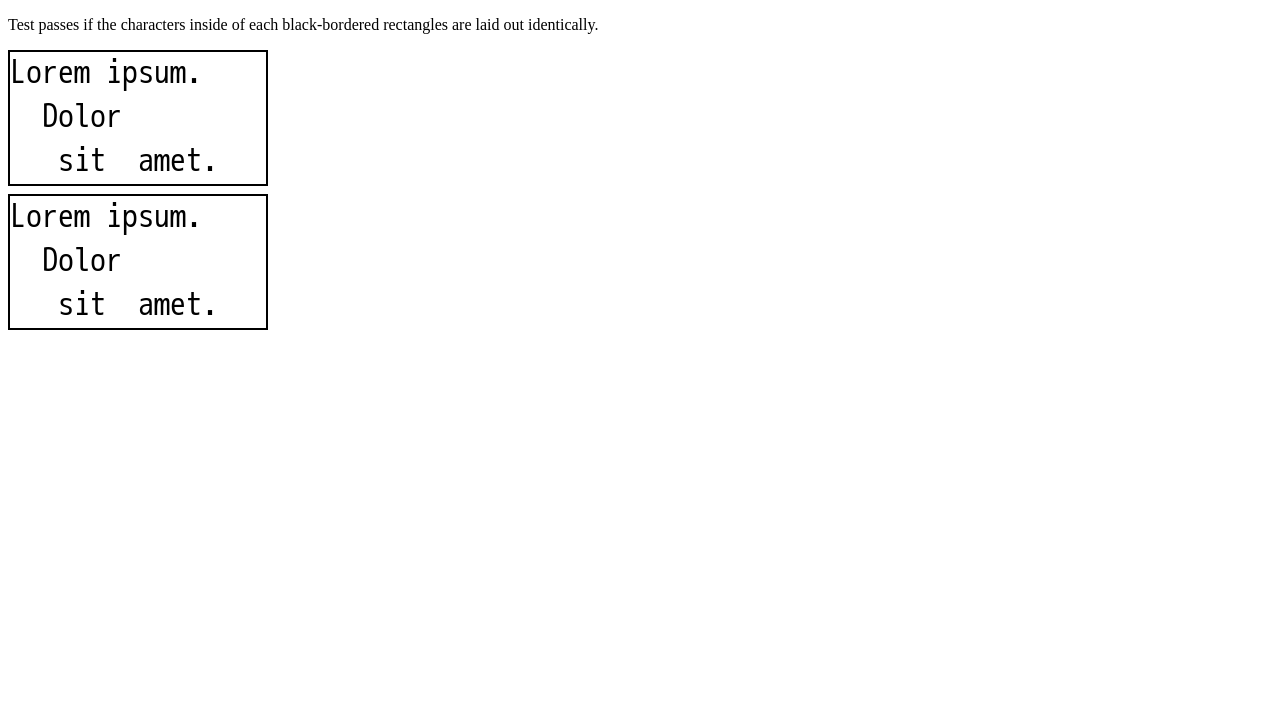 Test passes if the characters inside of each black-bordered rectangles are laid out identically.
Lorem ipsum.
  Dolor
   sit  amet.
Lorem ipsum.
  Dolor
   sit  amet.